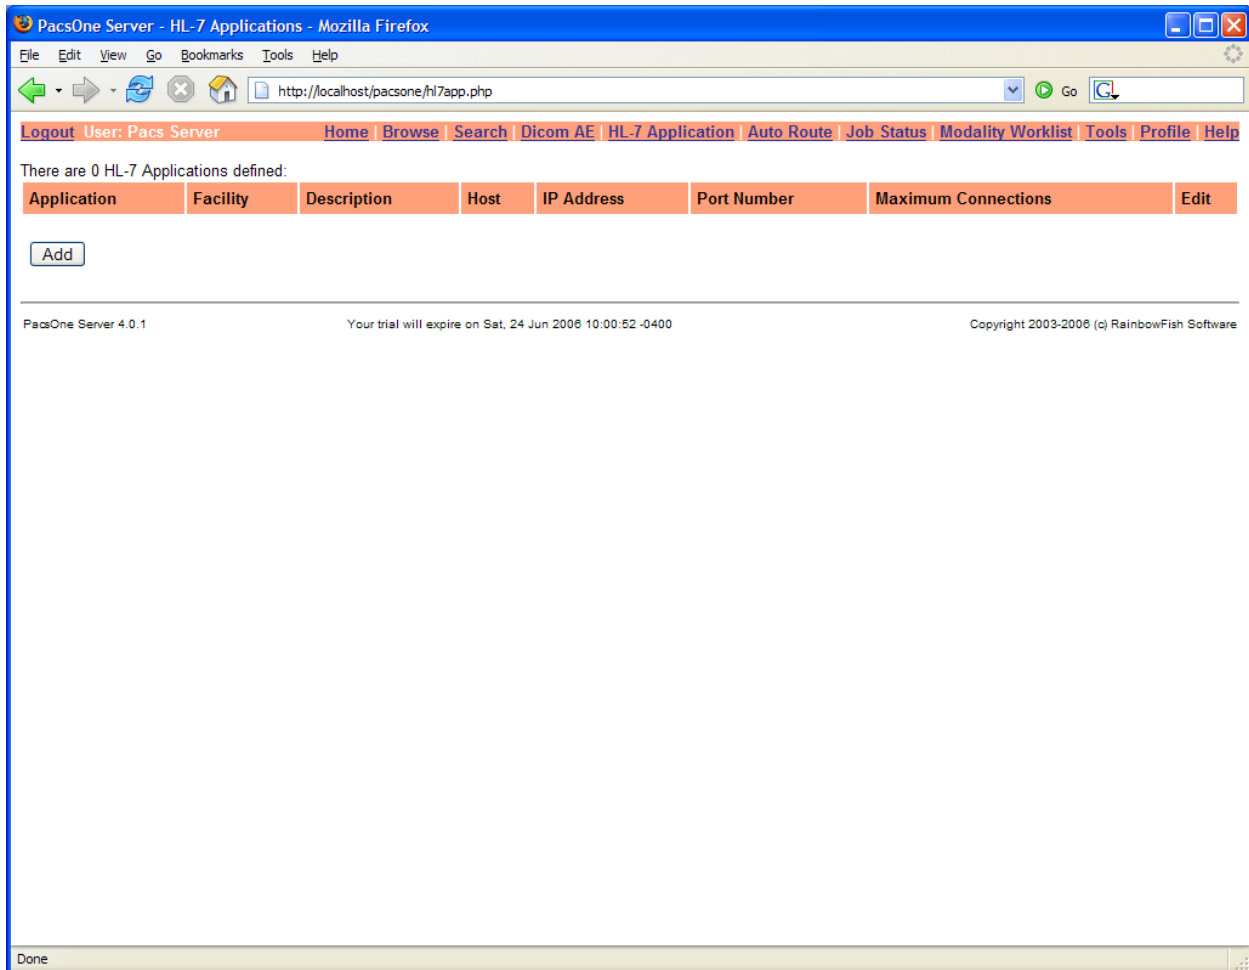 PacsOne Server - HL-7 Applications - Mozilla Firefox
File Edit View Go Bookmarks Tools Help
http://localhost/pacsone/hl7app.php Go G
Logout User: Pacs Server Home | Browse | Search | Dicom AE | HL-7 Application | Auto Route | Job Status | Modality Worklist | Tools | Profile | Help
There are 0 HL-7 Applications defined:
Application Facility Description Host IP Address Port Number Maximum Connections Edit
Add
PacsOne Server 4.0.1 Your trial will expire on Sat, 24 Jun 2006 10:00:52 -0400 Copyright 2003-2006 (c) RainbowFish Software
Done